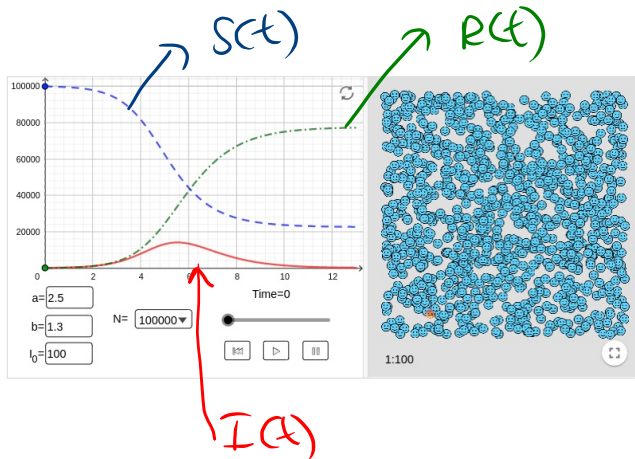 S(t)
R(t)
100000
80000
60000
40000
20000
0 2 4 6 8 10 12
a= 2.5
b= 1.3
I0= 100
N= 100000▼
Time=0
1:100
I(t)